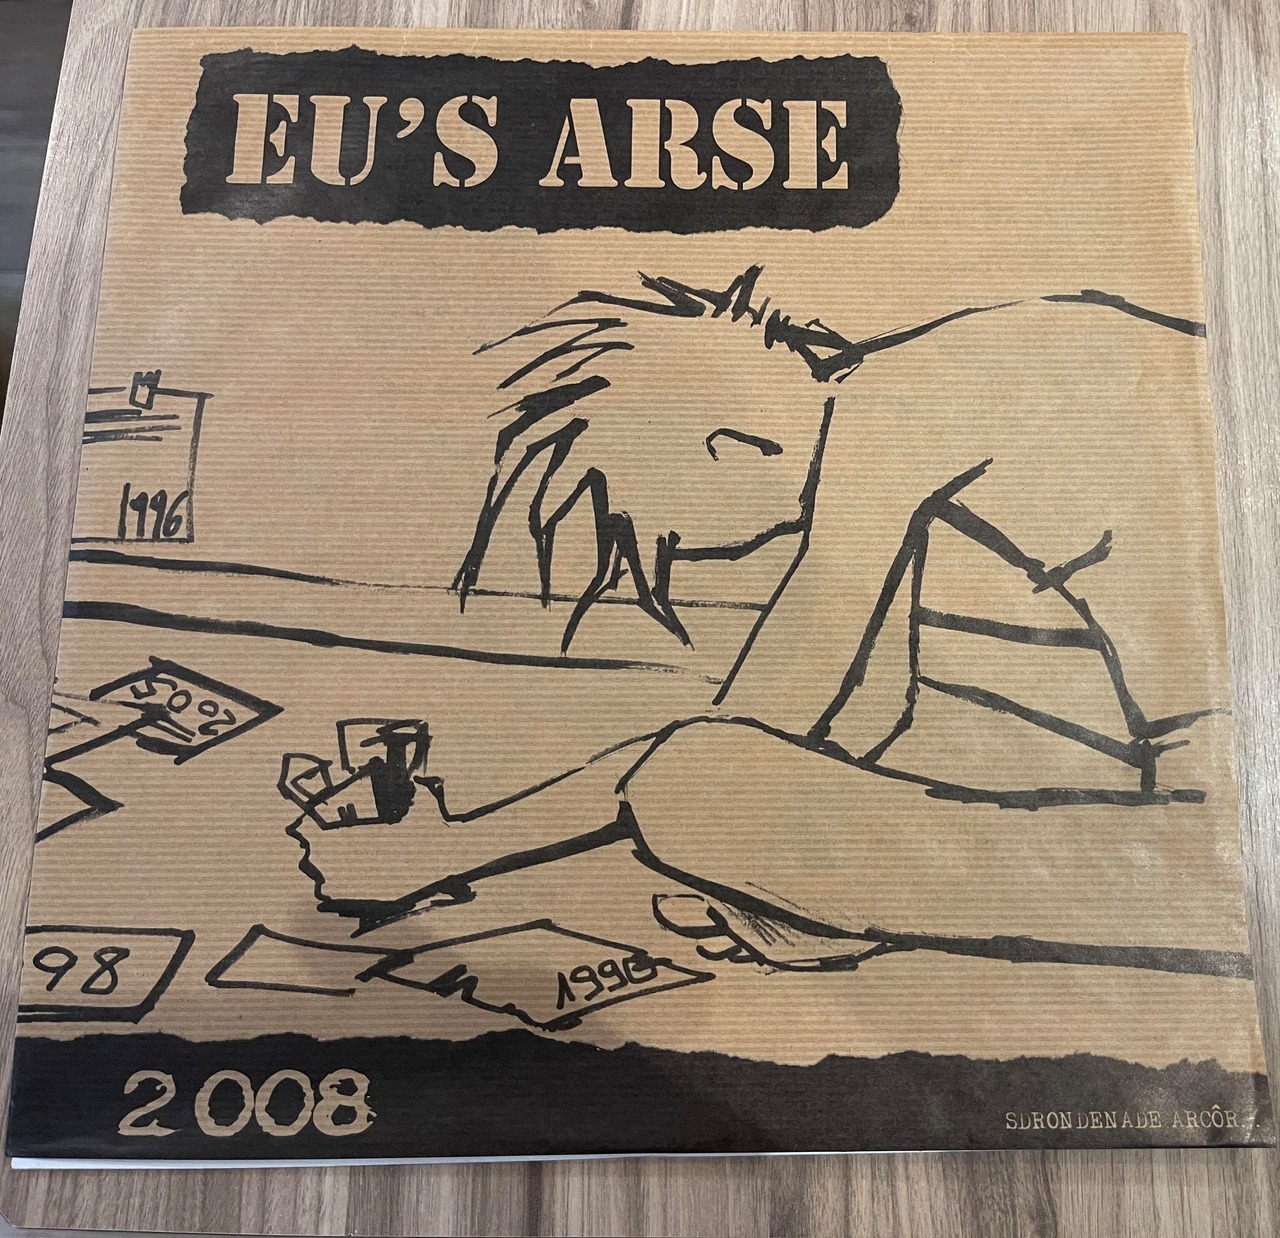 EU'S ARSE
1996
2005
98
1996
2008
SDRONDENADE ARCÔR...